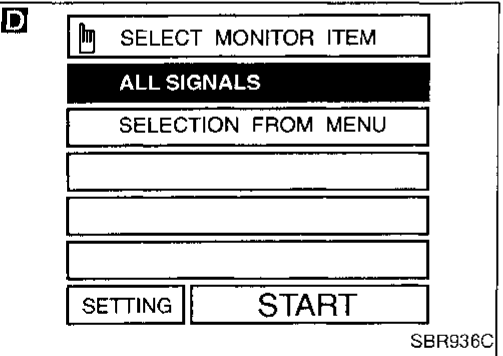 D
SELECT MONITOR ITEM
ALL SIGNALS
SELECTION FROM MENU
SETTING START
SBR936C